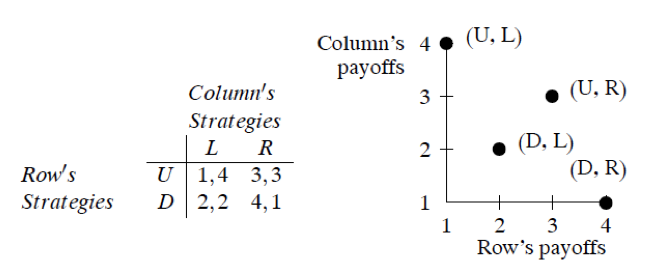 Column's
Strategies
L R
Row's U 1,4 3,3
Strategies D 2,2 4,1
Column's 4 (U, L)
payoffs
3 (U, R)
2 (D, L)
(D, R)
1
1 2 3 4
Row's payoffs